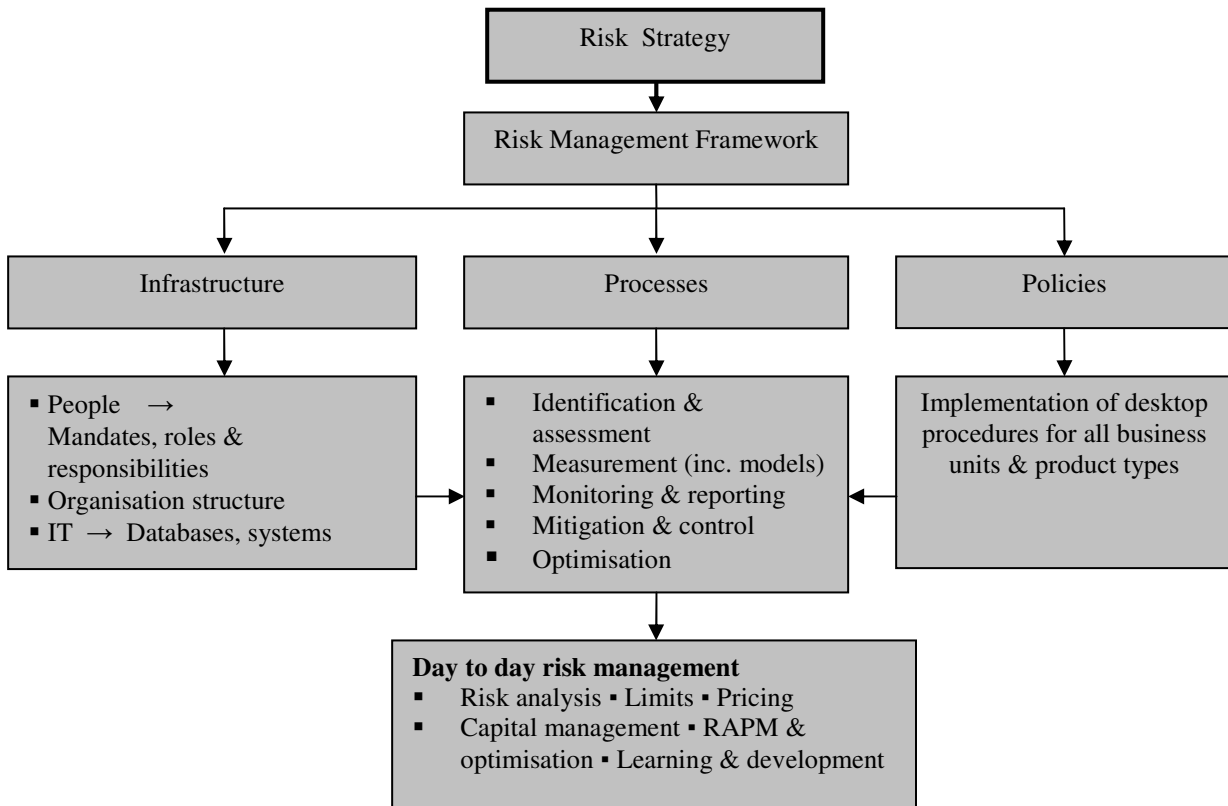 Risk Strategy
Risk Management Framework
Infrastructure
Processes
Policies
▪ People →
Mandates, roles &
responsibilities
▪ Organisation structure
▪ IT → Databases, systems
▪ Identification &
assessment
▪ Measurement (inc. models)
▪ Monitoring & reporting
▪ Mitigation & control
▪ Optimisation
Implementation of desktop
procedures for all business
units & product types
Day to day risk management
▪ Risk analysis ▪ Limits ▪ Pricing
▪ Capital management ▪ RAPM &
optimisation ▪ Learning & development